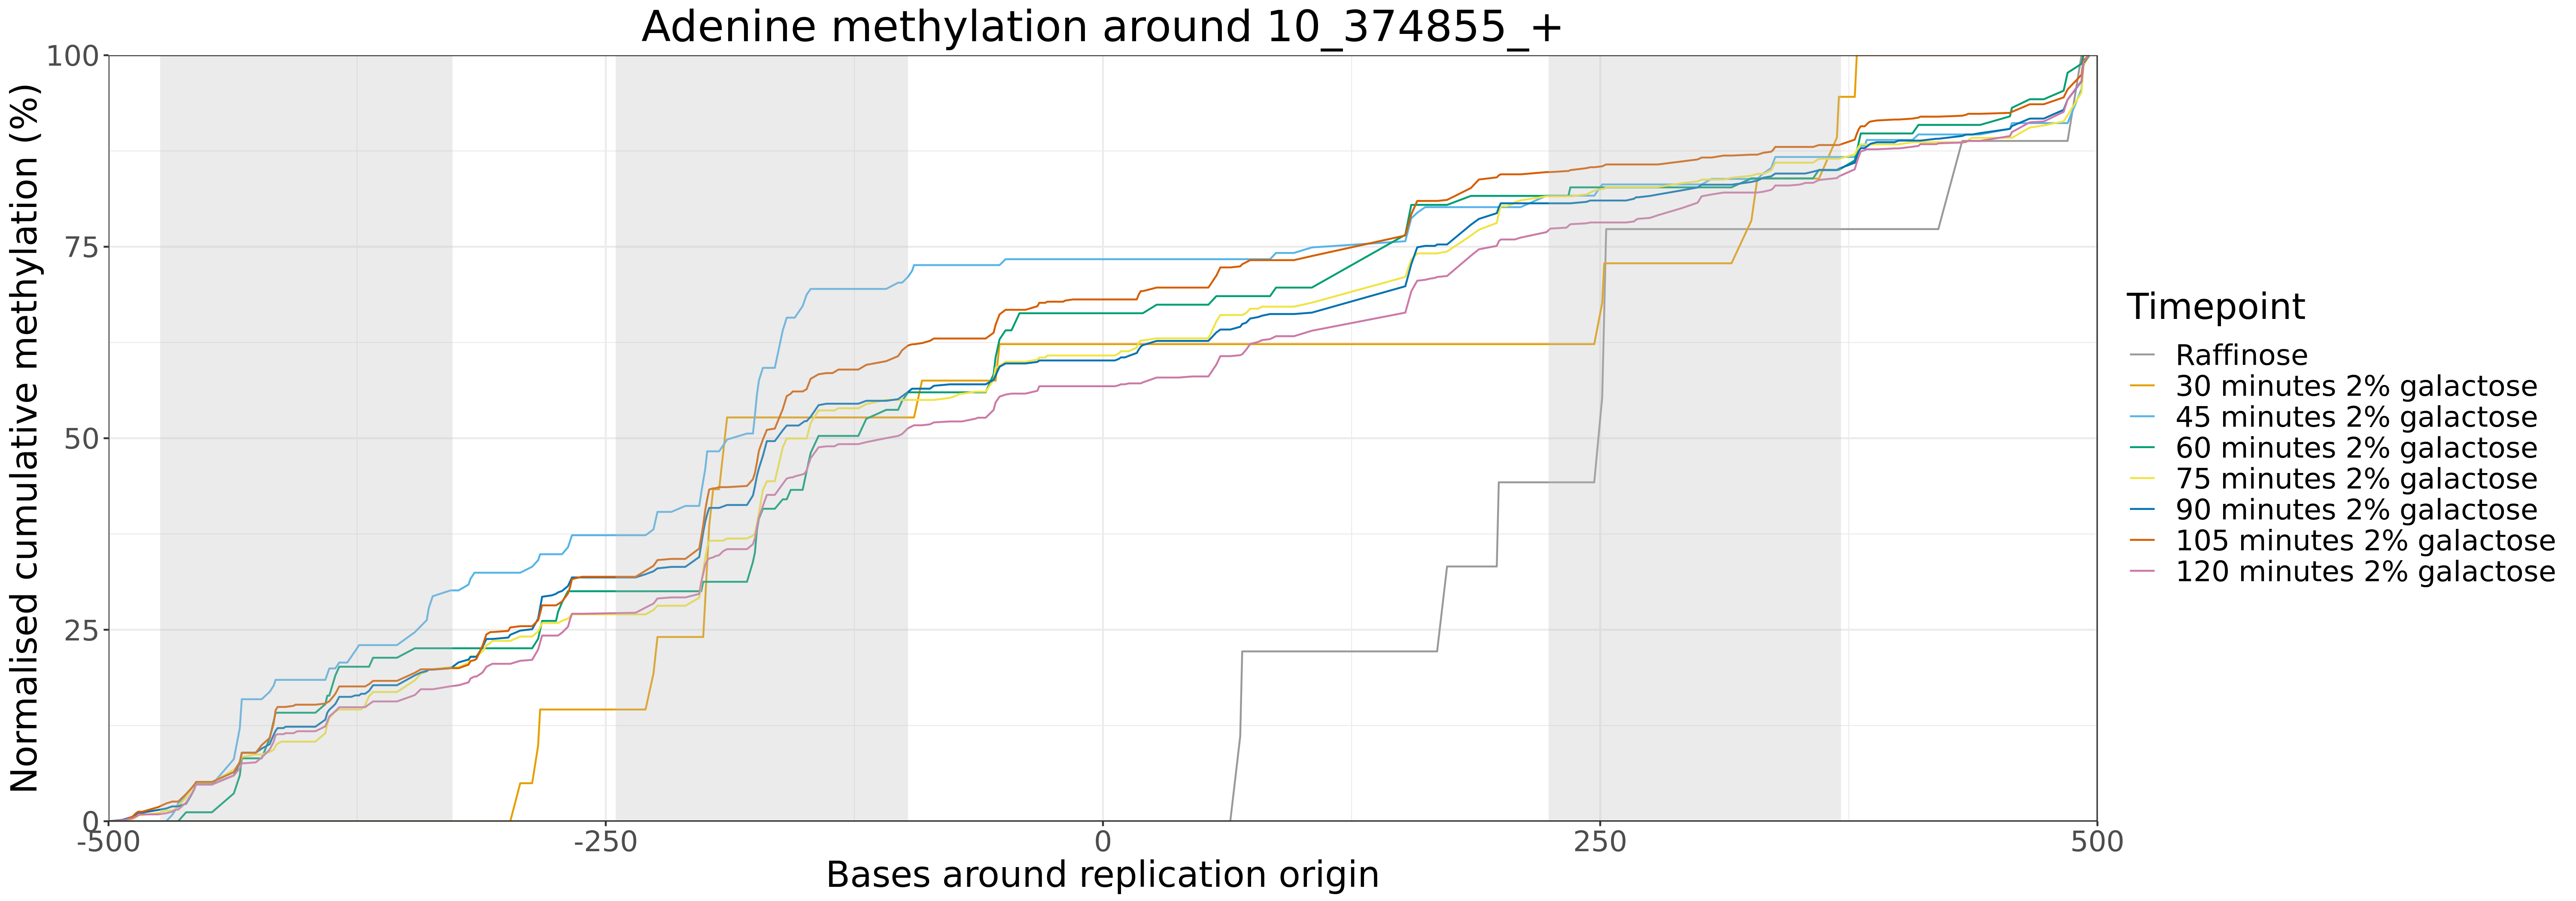 Adenine methylation around 10_374855_+
Normalised cumulative methylation (%)
100
75
50
25
0
-500
-250
0
250
500
Bases around replication origin
Timepoint
Raffinose
30 minutes 2% galactose
45 minutes 2% galactose
60 minutes 2% galactose
75 minutes 2% galactose
90 minutes 2% galactose
105 minutes 2% galactose
120 minutes 2% galactose